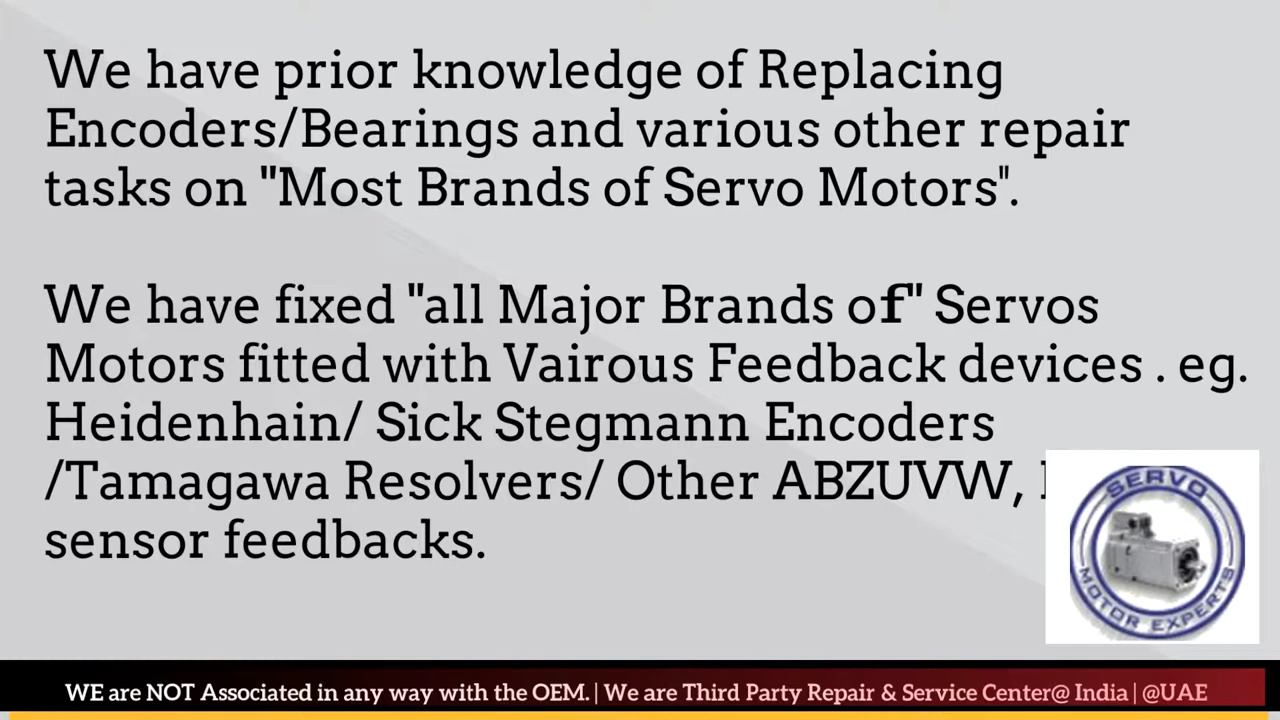 We have prior knowledge of Replacing
Encoders/Bearings and various other repair
tasks on "Most Brands of Servo Motors".
We have fixed "all Major Brands of" Servos
Motors fitted with Vairous Feedback devices . eg.
Heidenhain/ Sick Stegmann Encoders
/Tamagawa Resolvers/ Other ABZUVW,
sensor feedbacks.
SERVO
MOTOR EXPERTS
WE are NOT Associated in any way with the OEM. | We are Third Party Repair & Service Center@ India | @UAE